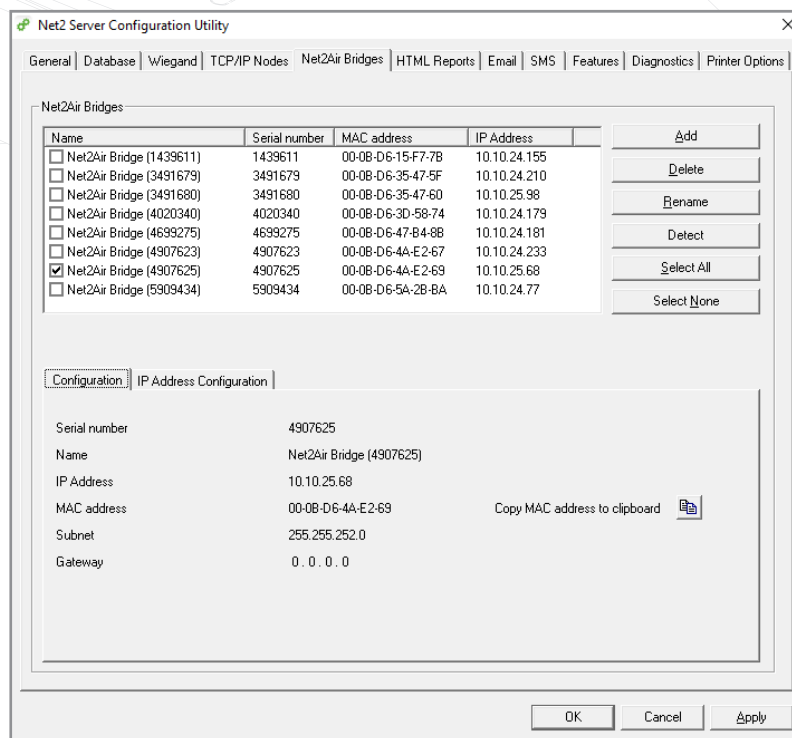 Net2 Server Configuration Utility
General Database Wiegand TCP/IP Nodes Net2Air Bridges HTML Reports Email SMS Features Diagnostics Printer Options
Net2Air Bridges
Name Serial number MAC address IP Address
Net2Air Bridge (1439611) 1439611 00-0B-D6-15-F7-7B 10.10.24.155
Net2Air Bridge (3491679) 3491679 00-0B-D6-35-47-5F 10.10.24.210
Net2Air Bridge (3491680) 3491680 00-0B-D6-35-47-60 10.10.25.98
Net2Air Bridge (4020340) 4020340 00-0B-D6-3D-58-74 10.10.24.179
Net2Air Bridge (4699275) 4699275 00-0B-D6-47-B4-8B 10.10.24.181
Net2Air Bridge (4907623) 4907623 00-0B-D6-4A-E2-67 10.10.24.233
Net2Air Bridge (4907625) 4907625 00-0B-D6-4A-E2-69 10.10.25.68
Net2Air Bridge (5909434) 5909434 00-0B-D6-5A-2B-BA 10.10.24.77
Add
Delete
Rename
Detect
Select All
Select None
Configuration IP Address Configuration
Serial number 4907625
Name Net2Air Bridge (4907625)
IP Address 10.10.25.68
MAC address 00-0B-D6-4A-E2-69 Copy MAC address to clipboard
Subnet 255.255.252.0
Gateway 0 . 0 . 0 . 0
OK Cancel Apply